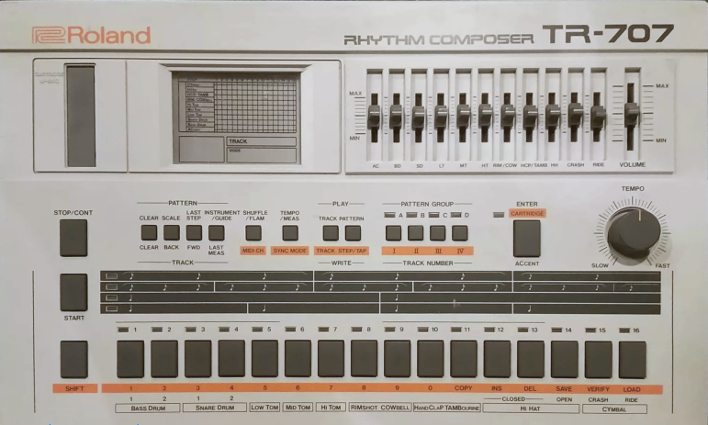 Roland
RHYTHM COMPOSER TR-707
TRACK
MAX MAX
MIN MIN
AC BD SD LT MT HT RIM/COW HCP/TAMB HH CRASH RIDE VOLUME
TEMPO
STOP/CONT
PATTERN PLAY PATTERN GROUP ENTER
CARTRIDGE
CLEAR SCALE LAST STEP INSTRUMENT /GUIDE SHUFFLE /FLAM TEMPO /MEAS TRACK PATTERN A B C D
CLEAR BACK FWD LAST MEAS MIDI CH SYNC MODE TRACK STEP/TAP I II III IV
TRACK WRITE TRACK NUMBER ACCENT SLOW FAST
START
1 2 3 4 5 6 7 8 9 10 11 12 13 14 15 16
SHIFT 1 2 3 4 5 6 7 8 9 0 COPY INS DEL SAVE VERIFY LOAD
1 2 1 2 CLOSED OPEN CRASH RIDE
BASS DRUM SNARE DRUM LOW TOM MID TOM HI TOM RIMSHOT COWBELL HAND CLAP TAMBOURINE HI HAT CYMBAL